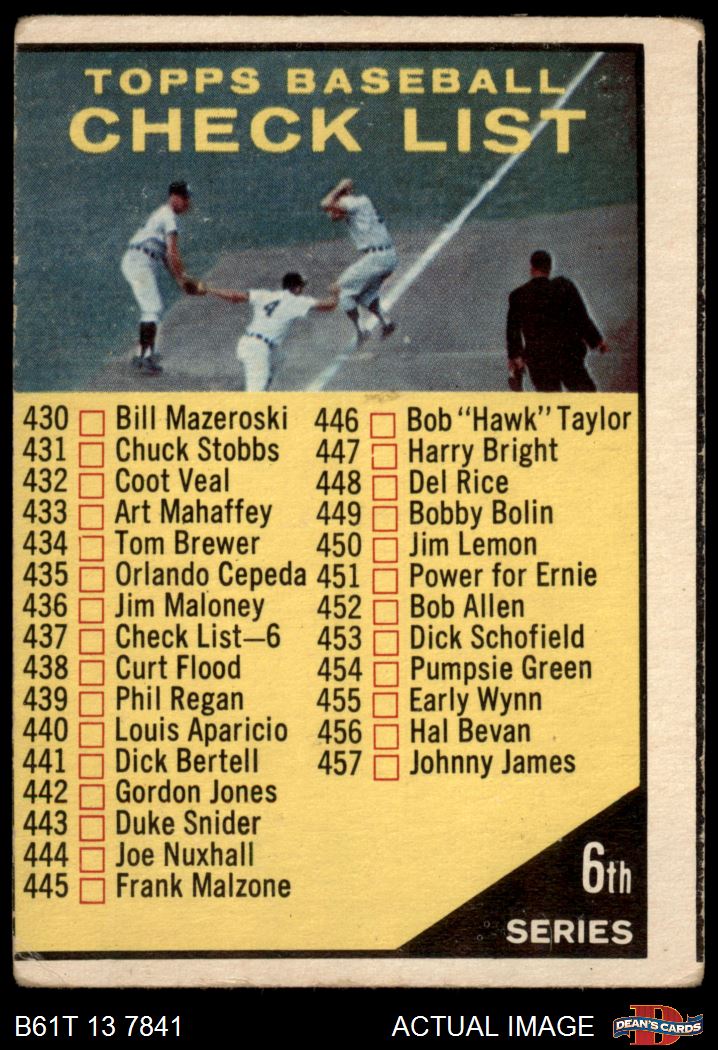 TOPPS BASEBALL
CHECK LIST
4
430 Bill Mazeroski
431 Chuck Stobbs
432 Coot Veal
433 Art Mahaffey
434 Tom Brewer
435 Orlando Cepeda
436 Jim Maloney
437 Check List—6
438 Curt Flood
439 Phil Regan
440 Louis Aparicio
441 Dick Bertell
442 Gordon Jones
443 Duke Snider
444 Joe Nuxhall
445 Frank Malzone
446 Bob "Hawk" Taylor
447 Harry Bright
448 Del Rice
449 Bobby Bolin
450 Jim Lemon
451 Power for Ernie
452 Bob Allen
453 Dick Schofield
454 Pumpsie Green
455 Early Wynn
456 Hal Bevan
457 Johnny James
6th
SERIES
B61T 13 7841
ACTUAL IMAGE
D
DEAN'S CARDS